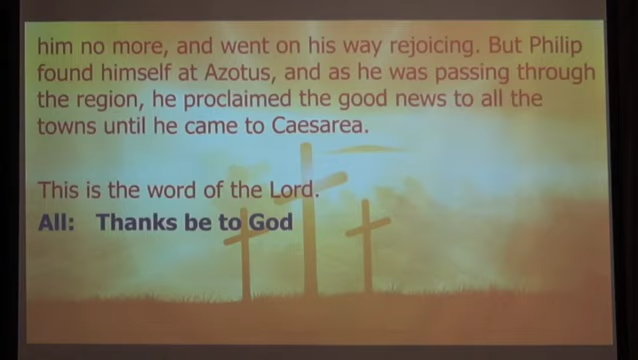 him no more, and went on his way rejoicing. But Philip
found himself at Azotus, and as he was passing through
the region, he proclaimed the good news to all the
towns until he came to Caesarea.
This is the word of the Lord.
All: Thanks be to God